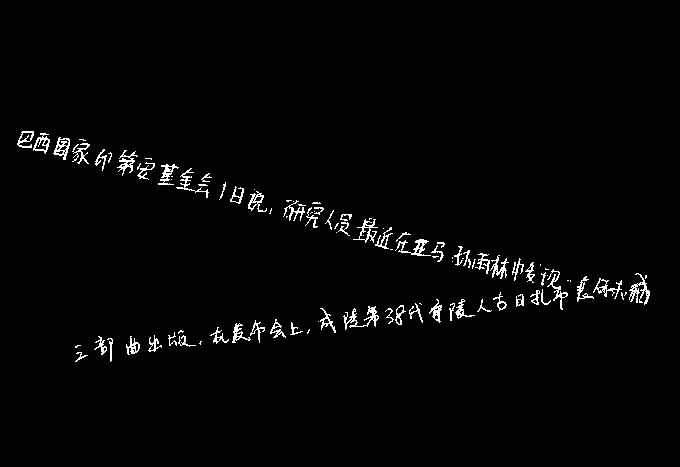 巴西国家印第安基金会1日说,研究人员最近在亚马孙雨林中发现
三部曲出版,在发布会上,成陵第38代守陵人古日扎布